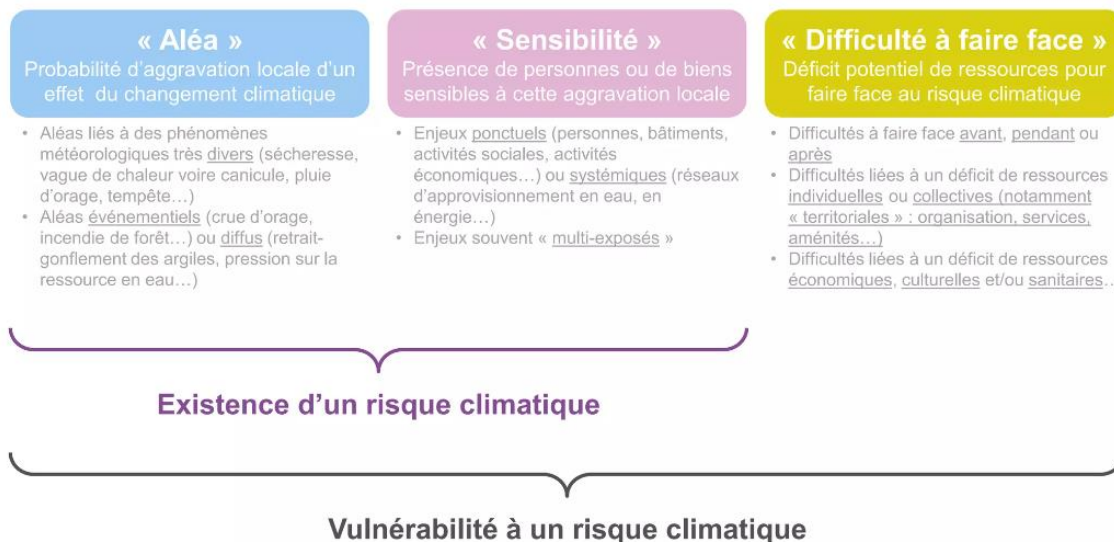 « Aléa »
Probabilité d'aggravation locale d'un
effet du changement climatique
• Aléas liés à des phénomènes
météorologiques très divers (sécheresse,
vague de chaleur voire canicule, pluie
d'orage, tempête…)
• Aléas événementiels (crue d'orage,
incendie de forêt…) ou diffus (retrait-
gonflement des argiles, pression sur la
ressource en eau…)
« Sensibilité »
Présence de personnes ou de biens
sensibles à cette aggravation locale
• Enjeux ponctuels (personnes, bâtiments,
activités sociales, activités
économiques…) ou systémiques (réseaux
d'approvisionnement en eau, en
énergie…)
• Enjeux souvent « multi-exposés »
« Difficulté à faire face »
Déficit potentiel de ressources pour
faire face au risque climatique
• Difficultés à faire face avant, pendant ou
après
• Difficultés liées à un déficit de ressources
individuelles ou collectives (notamment
« territoriales » : organisation, services,
aménités…)
• Difficultés liées à un déficit de ressources
économiques, culturelles et/ou sanitaires…
Existence d'un risque climatique
Vulnérabilité à un risque climatique